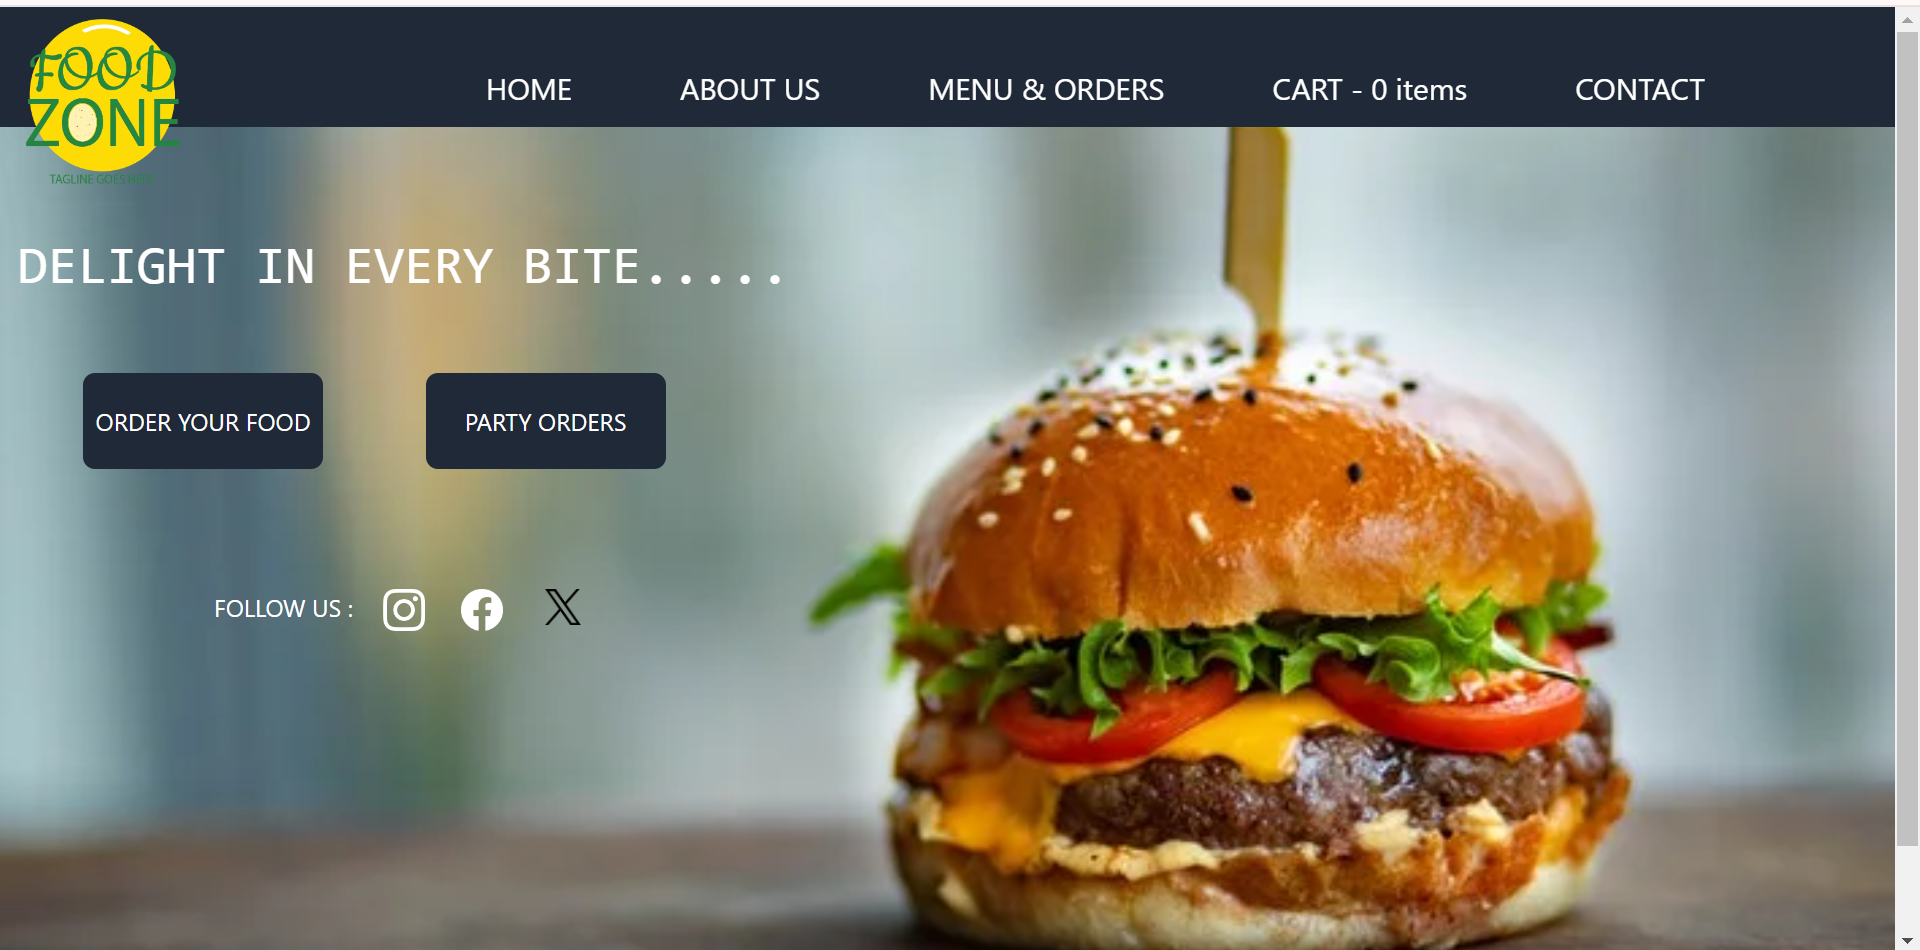 FOOD
ZONE
TAGLINE GOES HERE
HOME ABOUT US MENU & ORDERS CART - 0 items CONTACT
DELIGHT IN EVERY BITE.....
ORDER YOUR FOOD PARTY ORDERS
FOLLOW US :